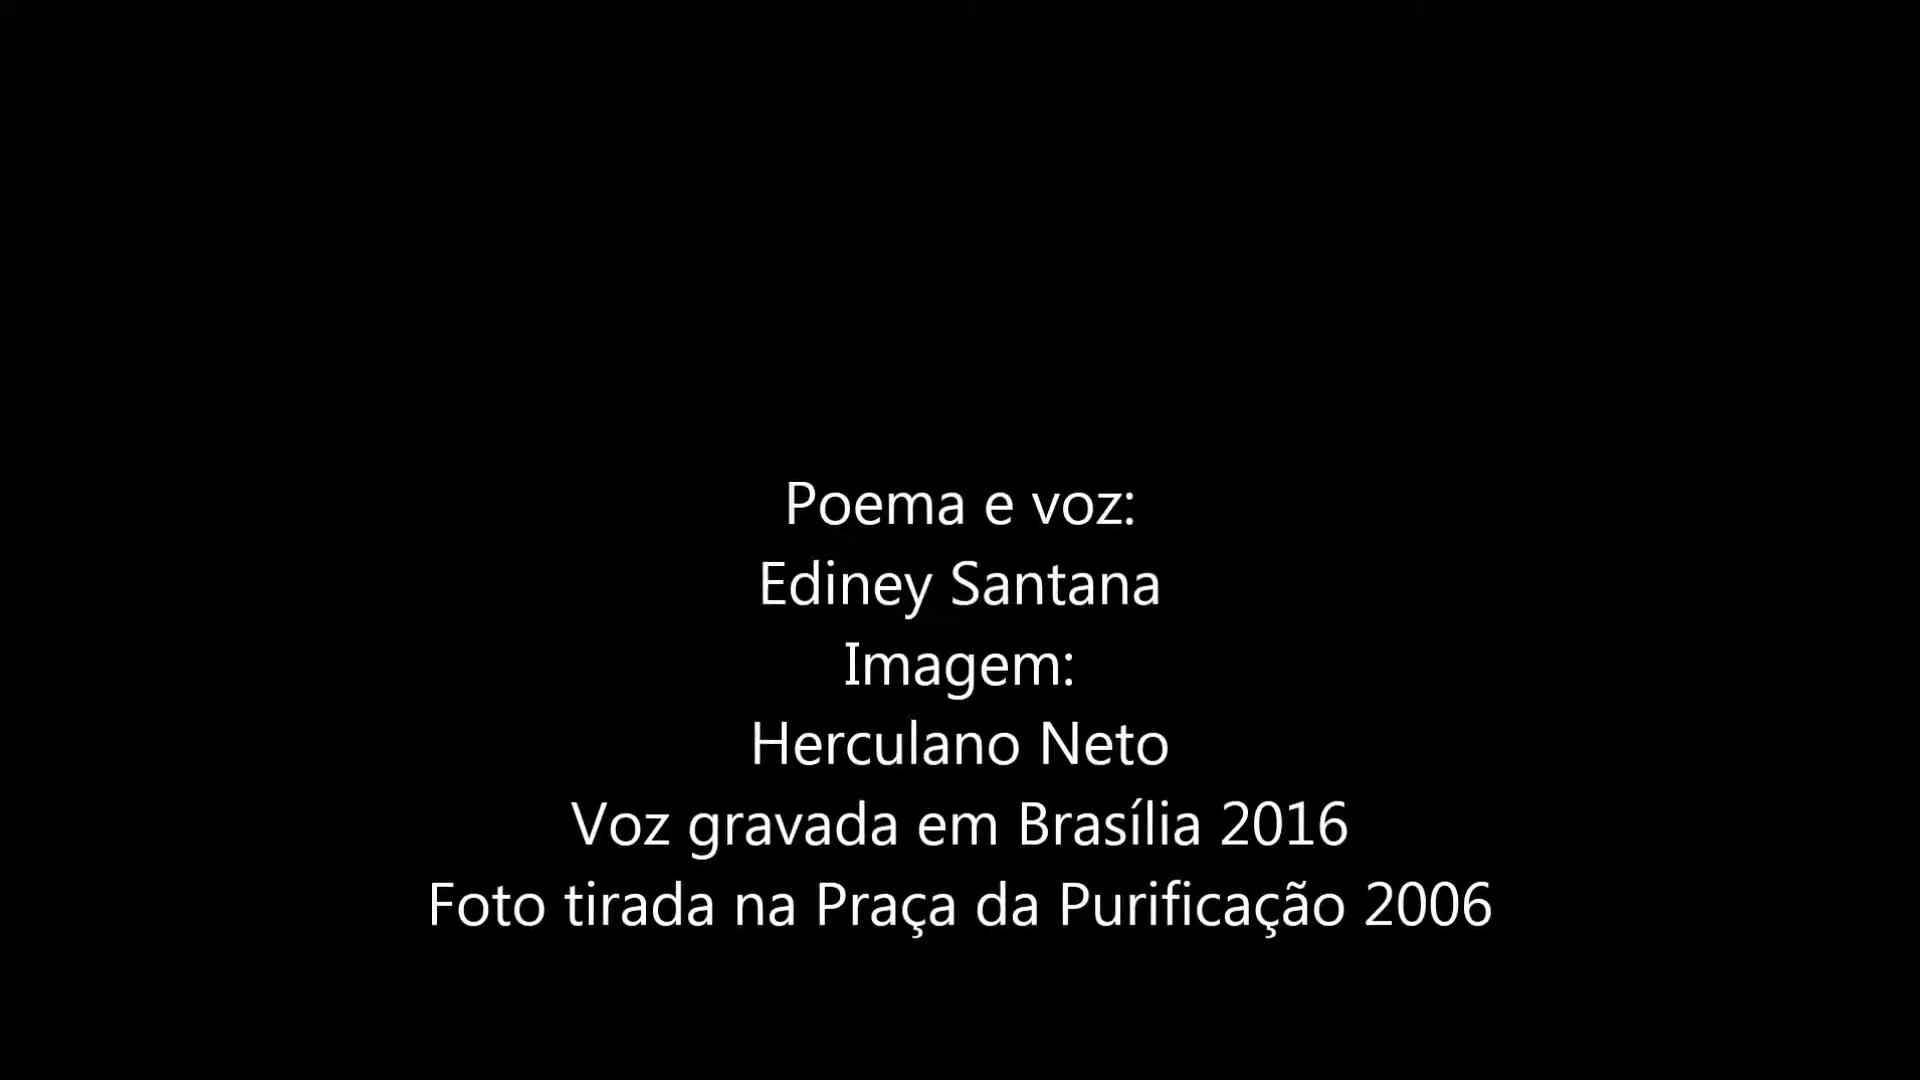 Poema e voz:
Ediney Santana
Imagem:
Herculano Neto
Voz gravada em Brasília 2016
Foto tirada na Praça da Purificação 2006